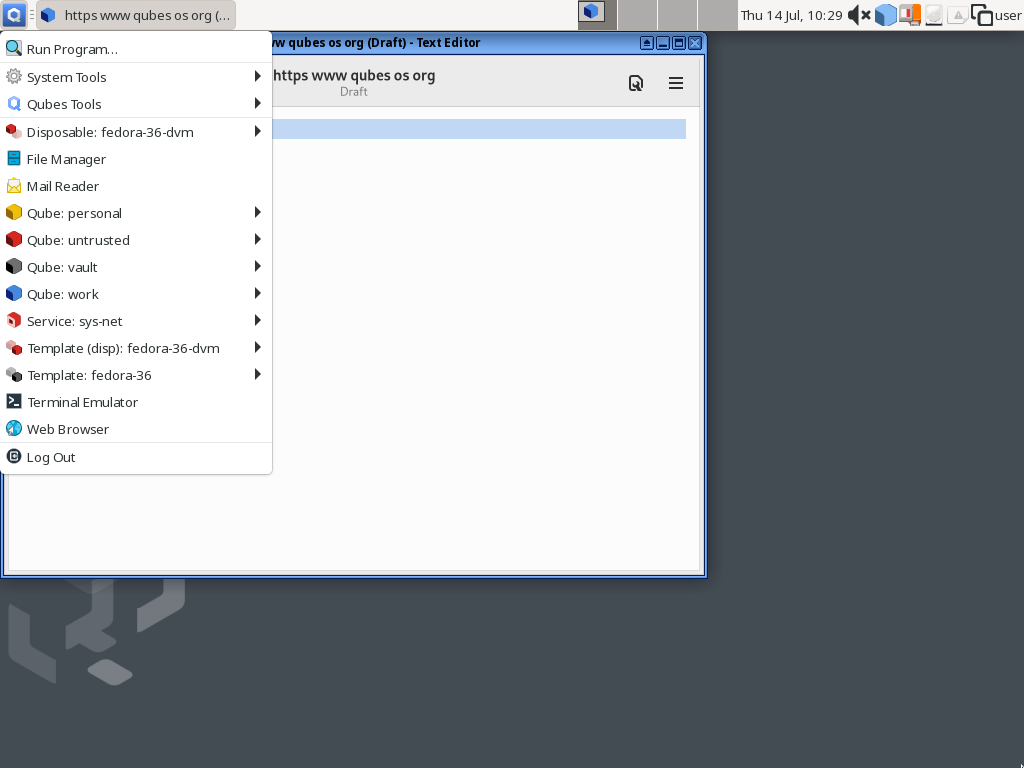 https www qubes os org (...
Thu 14 Jul, 10:29
user
ww qubes os org (Draft) - Text Editor
https www qubes os org
Draft
Run Program...
System Tools
Qubes Tools
Disposable: fedora-36-dvm
File Manager
Mail Reader
Qube: personal
Qube: untrusted
Qube: vault
Qube: work
Service: sys-net
Template (disp): fedora-36-dvm
Template: fedora-36
Terminal Emulator
Web Browser
Log Out